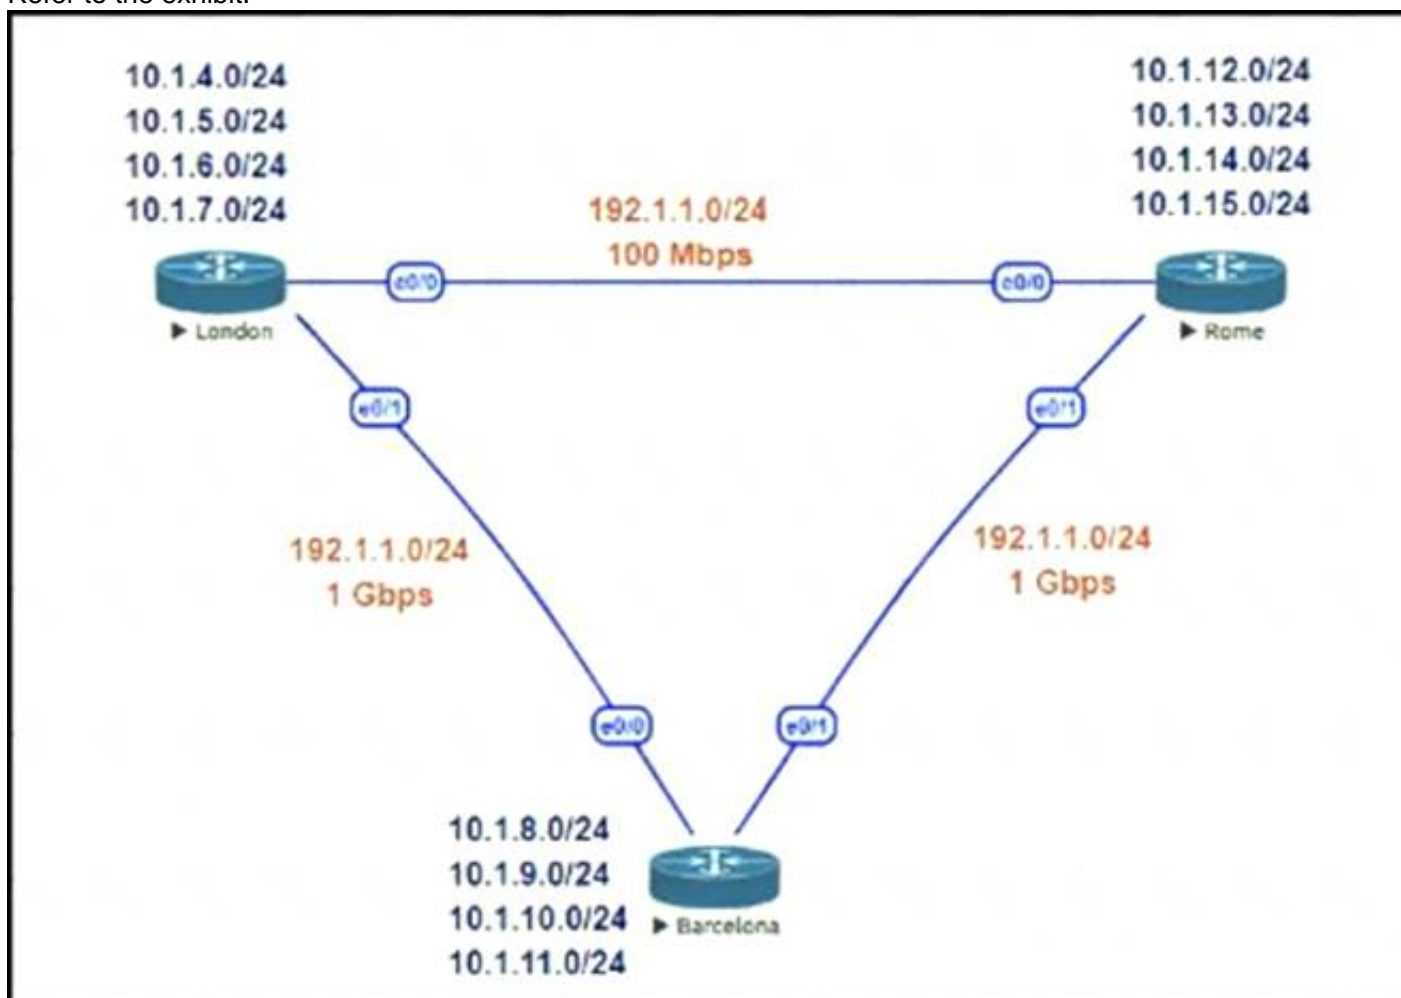 Refer to the exhibit.
10.1.4.0/24
10.1.5.0/24
10.1.6.0/24
10.1.7.0/24
10.1.12.0/24
10.1.13.0/24
10.1.14.0/24
10.1.15.0/24
192.1.1.0/24
100 Mbps
e0/0
e0/0
London
Rome
e0/1
e0/1
192.1.1.0/24
1 Gbps
192.1.1.0/24
1 Gbps
e0/0
e0/1
10.1.8.0/24
10.1.9.0/24
10.1.10.0/24
10.1.11.0/24
Barcelona